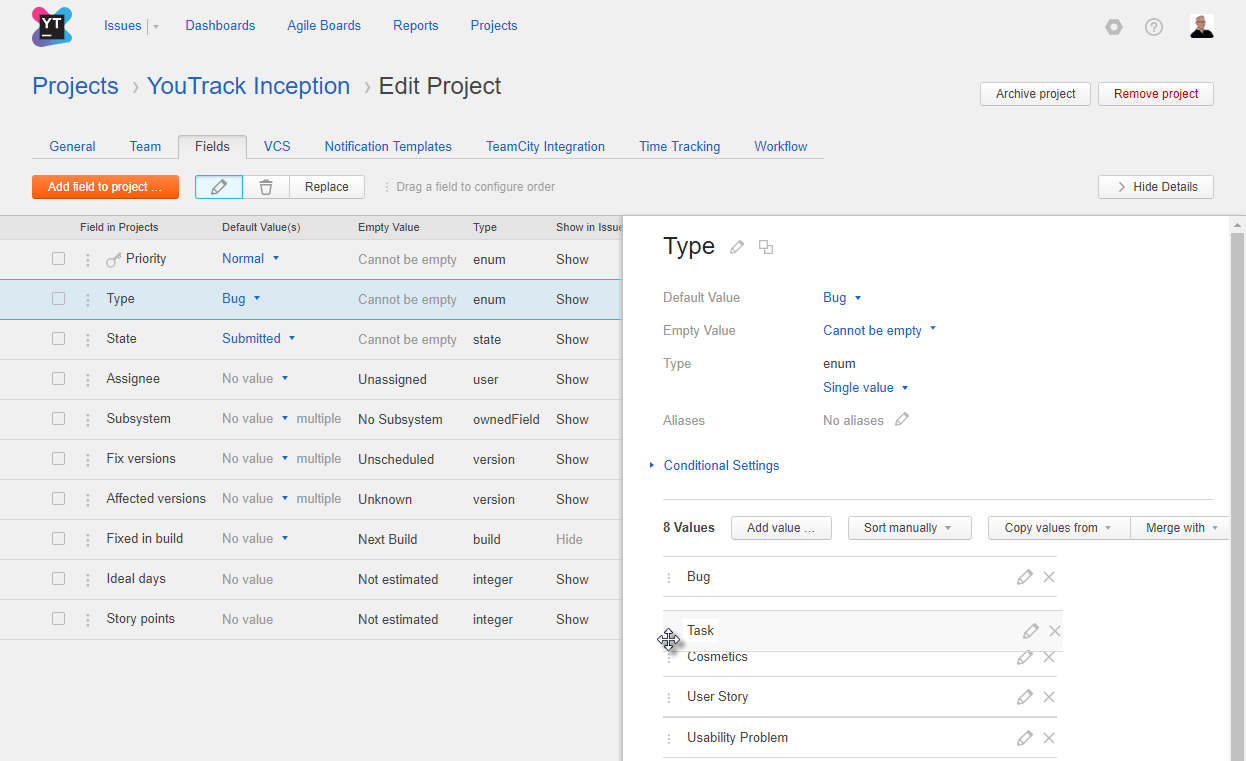 YT
Issues
Dashboards
Agile Boards
Reports
Projects
Projects › YouTrack Inception › Edit Project
Archive project
Remove project
General
Team
Fields
VCS
Notification Templates
TeamCity Integration
Time Tracking
Workflow
Add field to project ...
Replace
Drag a field to configure order
Hide Details
Field in Projects Default Value(s) Empty Value Type Show in Issue
Priority Normal Cannot be empty enum Show
Type Bug Cannot be empty enum Show
State Submitted Cannot be empty state Show
Assignee No value Unassigned user Show
Subsystem No value multiple No Subsystem ownedField Show
Fix versions No value multiple Unscheduled version Show
Affected versions No value multiple Unknown version Show
Fixed in build No value Next Build build Hide
Ideal days No value Not estimated integer Show
Story points No value Not estimated integer Show
Type
Default Value Bug
Empty Value Cannot be empty
Type enum
Single value
Aliases No aliases
Conditional Settings
8 Values Add value ... Sort manually Copy values from Merge with
Bug
Task
Cosmetics
User Story
Usability Problem